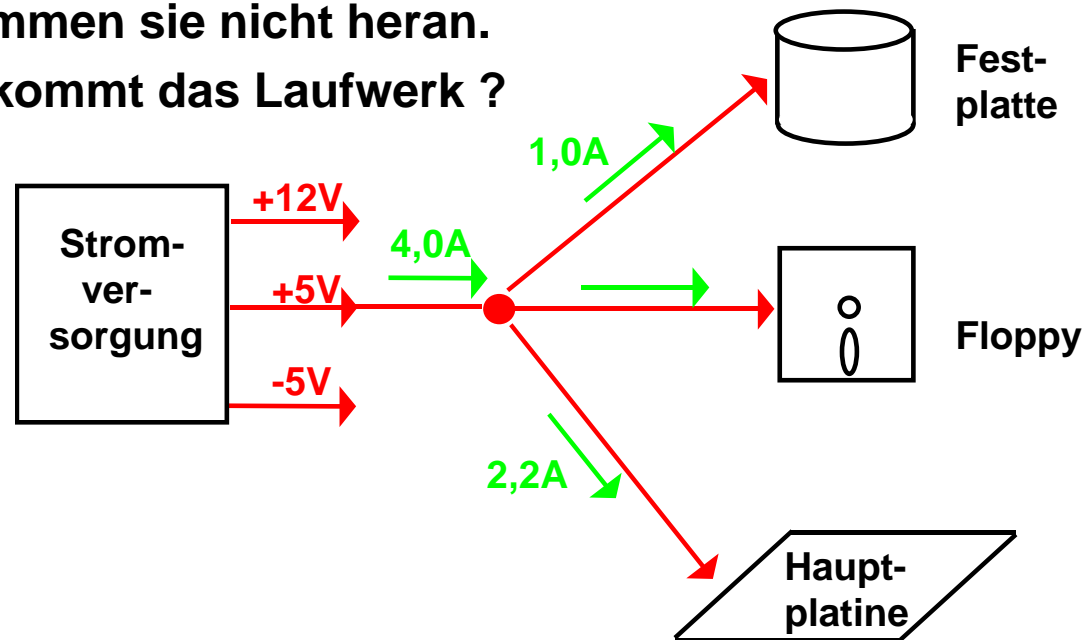 mmen sie nicht heran.
kommt das Laufwerk ?
Fest-
platte
1,0A
+12V
Strom-
ver-
sorgung
4,0A
+5V
-5V
Floppy
2,2A
Haupt-
platine